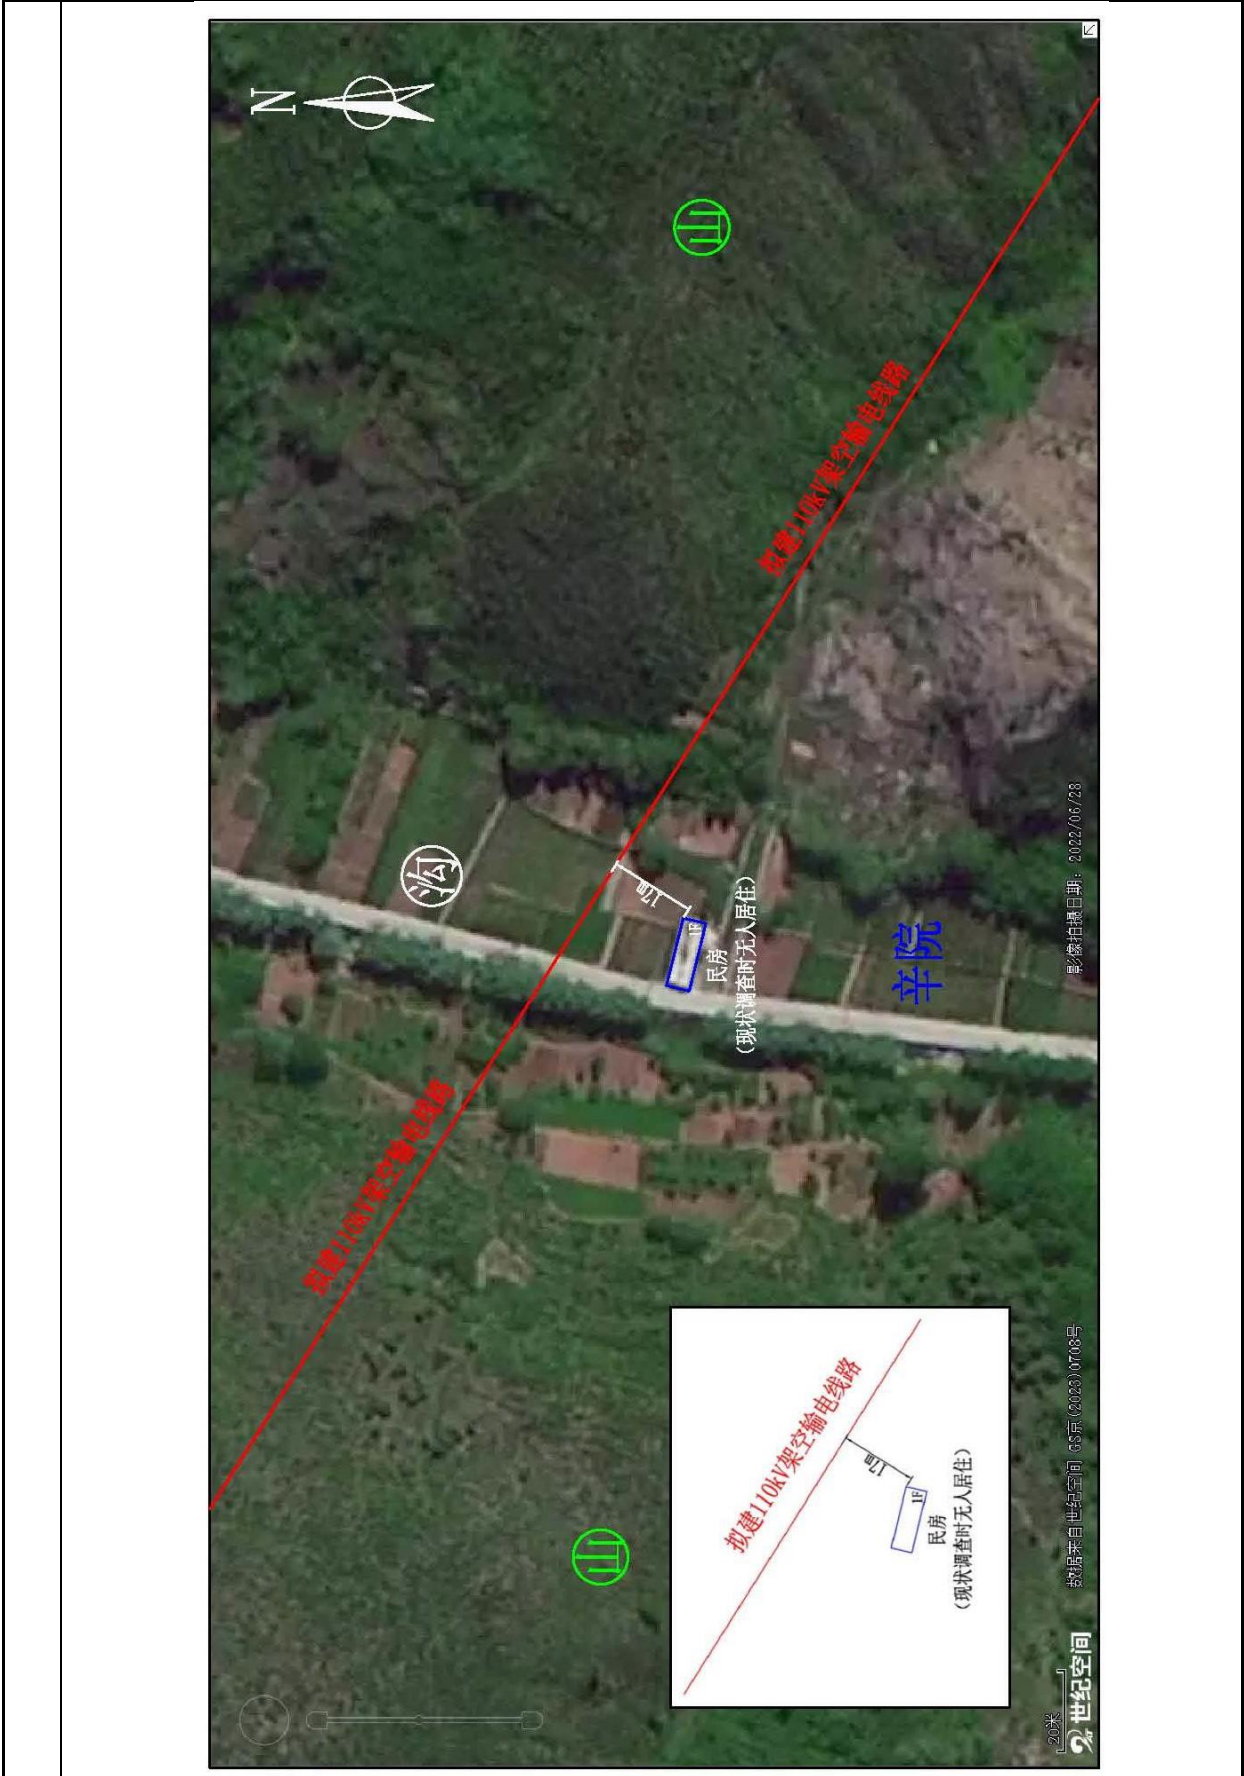 N
山
拟建110kV架空输电线路
沟
17m
1F
民房
(现状调查时无人居住)
辛院
拟建110kV架空输电线路
山
拟建110kV架空输电线路
17m
1F
民房
(现状调查时无人居住)
影像拍摄日期：2022/06/28
数据来自世纪空间 GS京(2023)0708号
20米
世纪空间